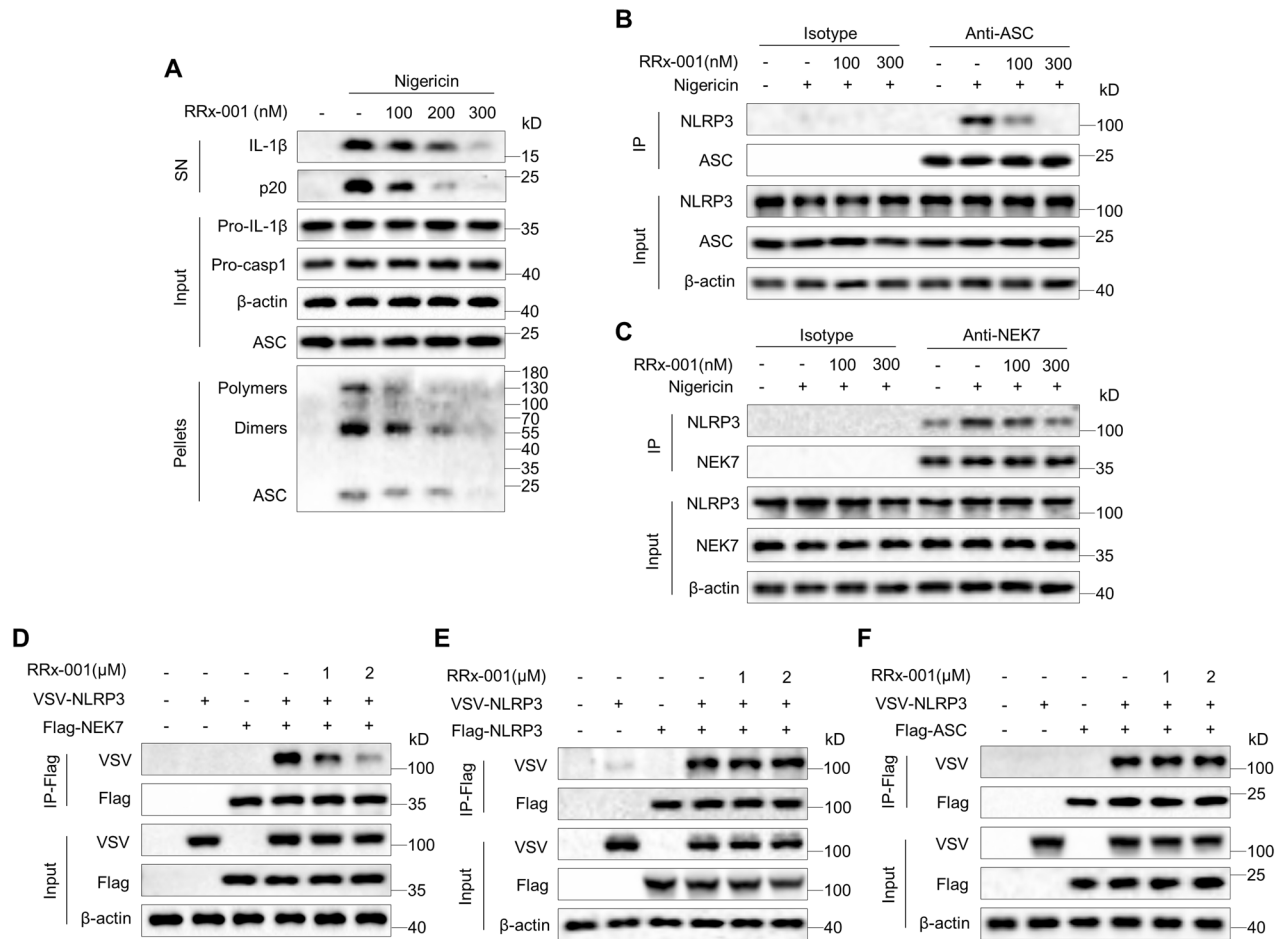 A
Nigericin
RRx-001 (nM) - - 100 200 300
kD
SN
IL-1β
15
p20
25
Input
Pro-IL-1β
35
Pro-casp1
40
β-actin
40
ASC
25
Pellets
Polymers
Dimers
ASC
180
130
100
70
55
40
35
25
B
Isotype Anti-ASC
RRx-001(nM) - - 100 300 - - 100 300
Nigericin - + + + - + + +
kD
IP
NLRP3
100
ASC
25
Input
NLRP3
100
ASC
25
β-actin
40
C
Isotype Anti-NEK7
RRx-001(nM) - - 100 300 - - 100 300
Nigericin - + + + - + + +
kD
IP
NLRP3
100
NEK7
35
Input
NLRP3
100
NEK7
35
β-actin
40
D
RRx-001(μM) - - - - 1 2
VSV-NLRP3 - + - + + +
Flag-NEK7 - - + + + +
kD
IP-Flag
VSV
100
Flag
35
Input
VSV
100
Flag
35
β-actin
40
E
RRx-001(μM) - - - - 1 2
VSV-NLRP3 - + - + + +
Flag-NLRP3 - - + + + +
kD
IP-Flag
VSV
100
Flag
100
Input
VSV
100
Flag
100
β-actin
40
F
RRx-001(μM) - - - - 1 2
VSV-NLRP3 - + - + + +
Flag-ASC - - + + + +
kD
IP-Flag
VSV
100
Flag
25
Input
VSV
100
Flag
25
β-actin
40